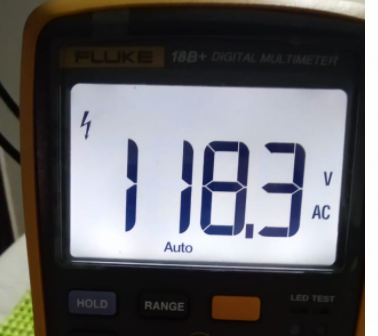 FLUKE 18B+ DIGITAL MULTIMETER
118.3
V
AC
Auto
HOLD RANGE LED TEST